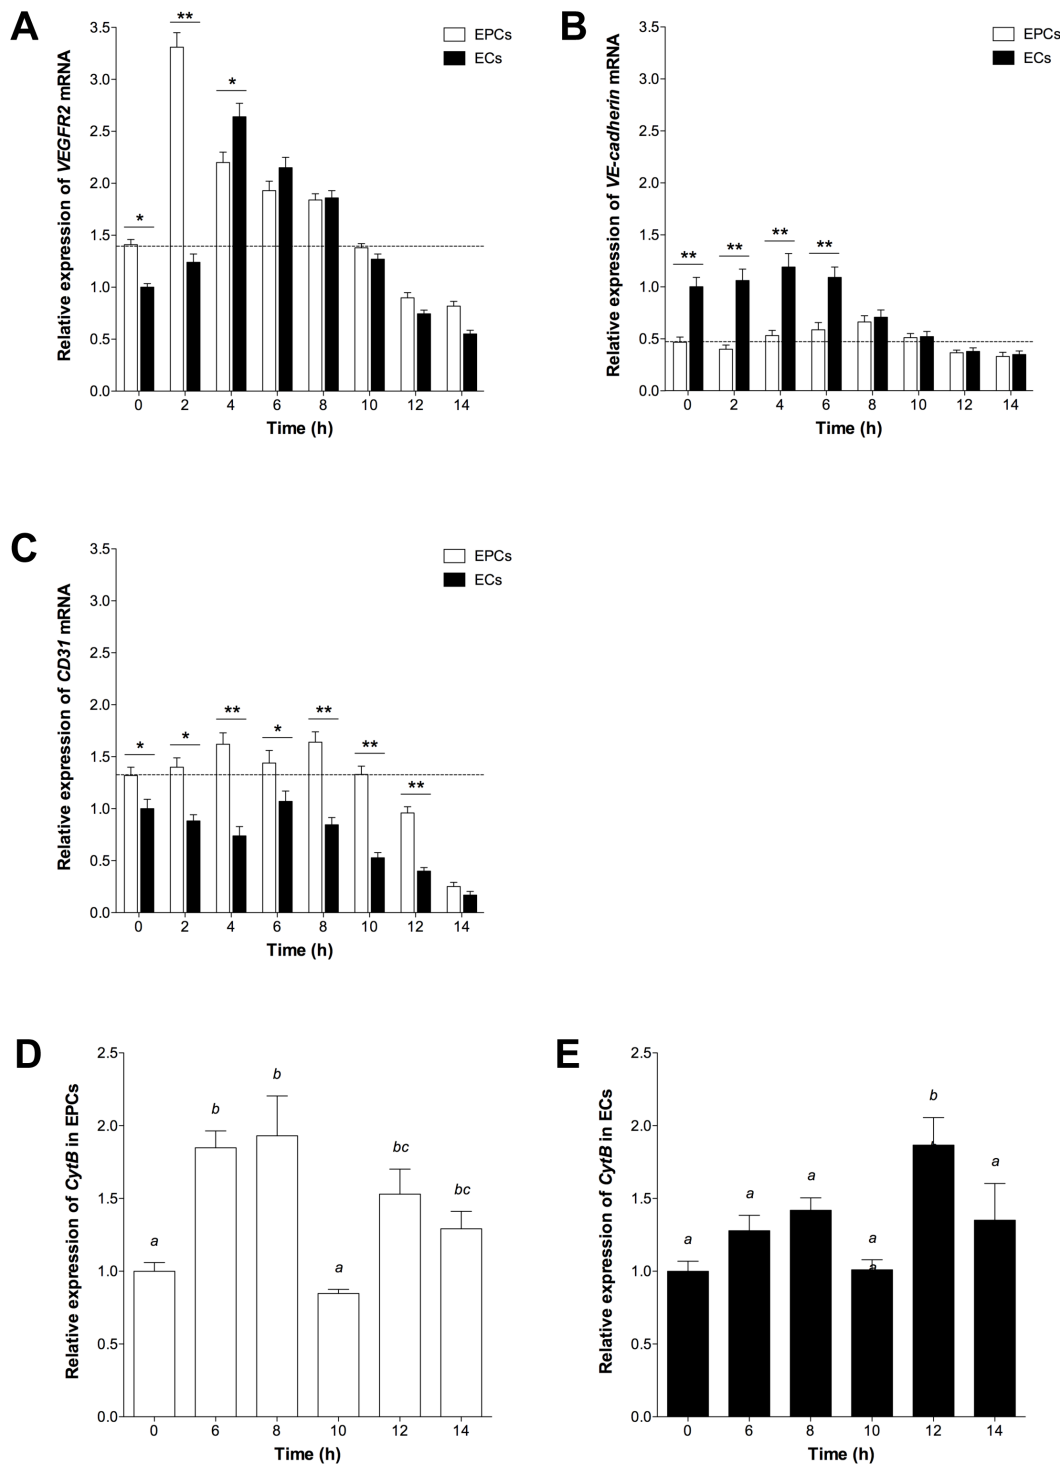 A
Relative expression of VEGFR2 mRNA
3.5
3.0
2.5
2.0
1.5
1.0
0.5
0.0
EPCs
ECs
*
**
*
0 2 4 6 8 10 12 14
Time (h)
B
Relative expression of VE-cadherin mRNA
3.5
3.0
2.5
2.0
1.5
1.0
0.5
0.0
EPCs
ECs
** ** ** **
0 2 4 6 8 10 12 14
Time (h)
C
Relative expression of CD31 mRNA
3.5
3.0
2.5
2.0
1.5
1.0
0.5
0.0
EPCs
ECs
* * ** * ** ** **
0 2 4 6 8 10 12 14
Time (h)
D
Relative expression of CytB in EPCs
2.5
2.0
1.5
1.0
0.5
0.0
a b b a bc bc
0 6 8 10 12 14
Time (h)
E
Relative expression of CytB in ECs
2.5
2.0
1.5
1.0
0.5
0.0
a a a a b a
0 6 8 10 12 14
Time (h)